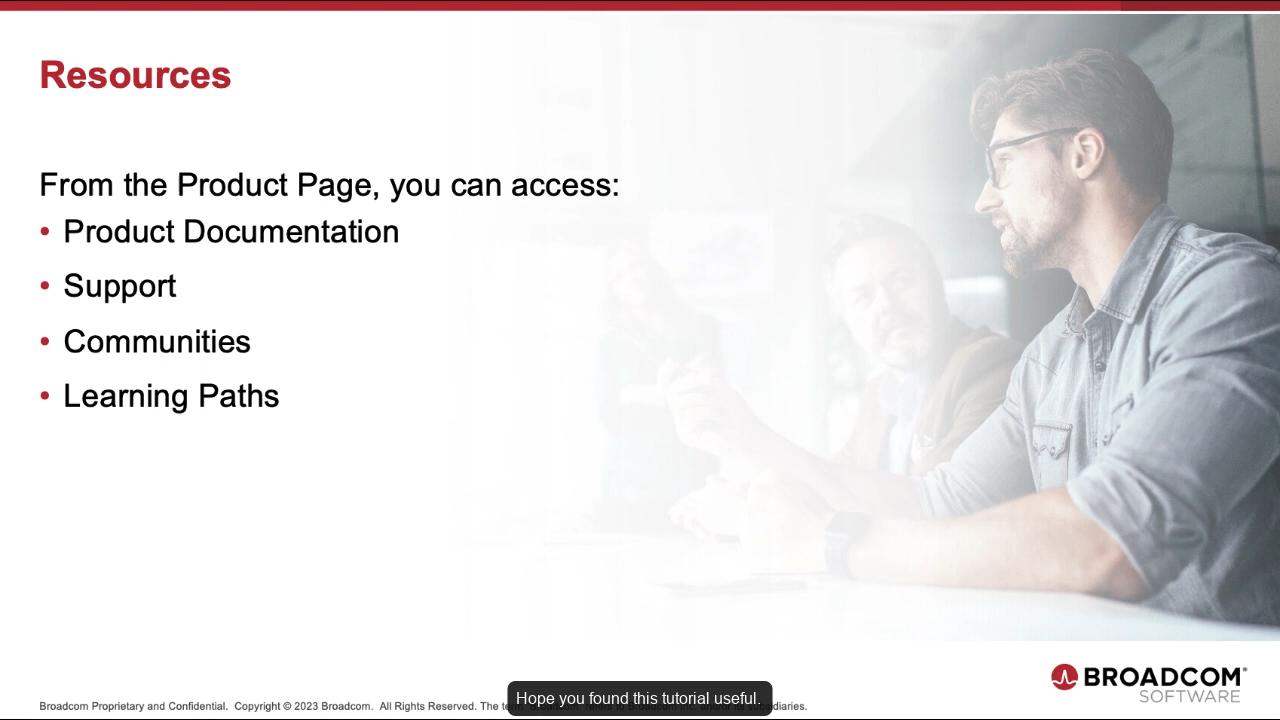 Resources
From the Product Page, you can access:
• Product Documentation
• Support
• Communities
• Learning Paths
BROADCOM®
SOFTWARE
Hope you found this tutorial useful.
Broadcom Proprietary and Confidential. Copyright © 2023 Broadcom. All Rights Reserved. The